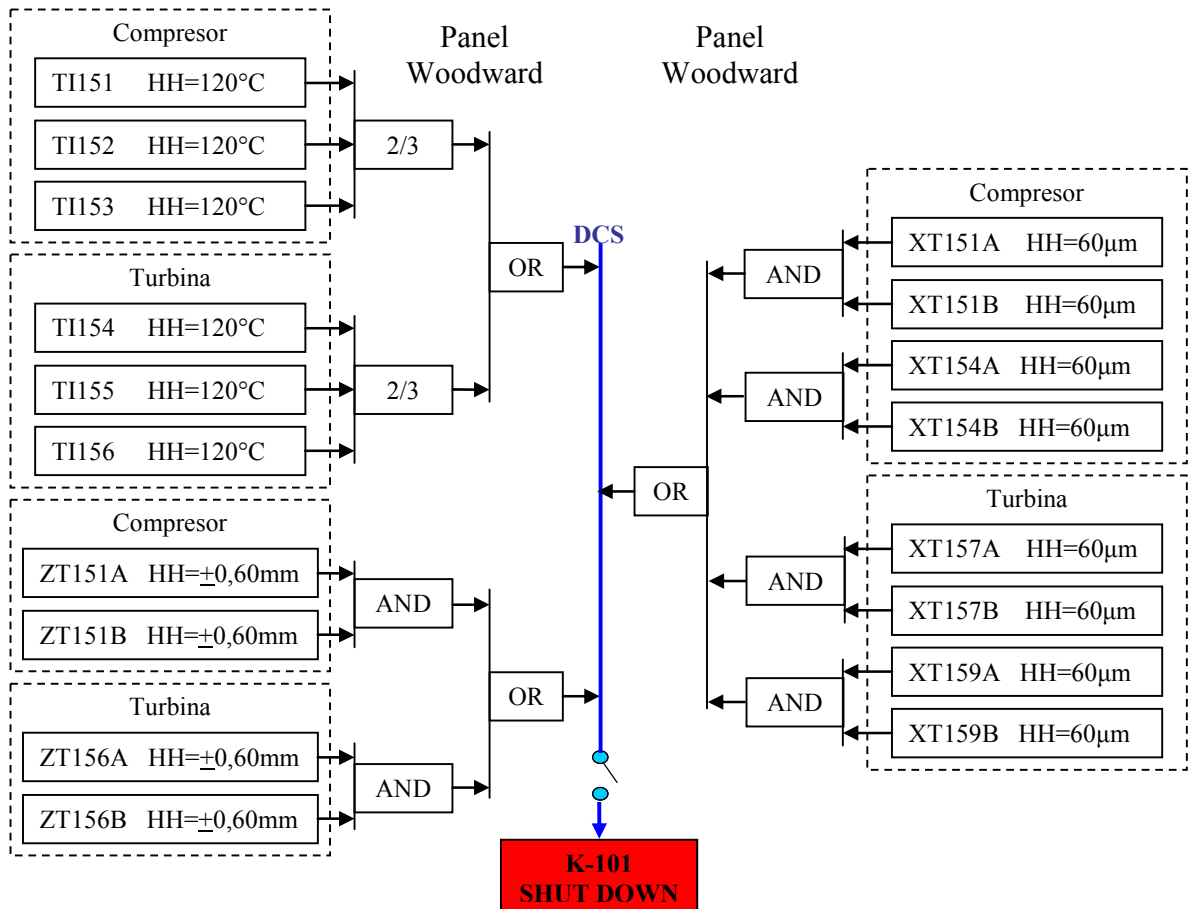 Compresor
TI151 HH=120°C
TI152 HH=120°C
TI153 HH=120°C
2/3
Panel
Woodward
Panel
Woodward
Turbina
TI154 HH=120°C
TI155 HH=120°C
TI156 HH=120°C
2/3
OR
DCS
Compresor
ZT151A HH=±0,60mm
ZT151B HH=±0,60mm
AND
Turbina
ZT156A HH=±0,60mm
ZT156B HH=±0,60mm
AND
OR
Compresor
XT151A HH=60µm
XT151B HH=60µm
AND
XT154A HH=60µm
XT154B HH=60µm
AND
OR
Turbina
XT157A HH=60µm
XT157B HH=60µm
AND
XT159A HH=60µm
XT159B HH=60µm
AND
K-101
SHUT DOWN